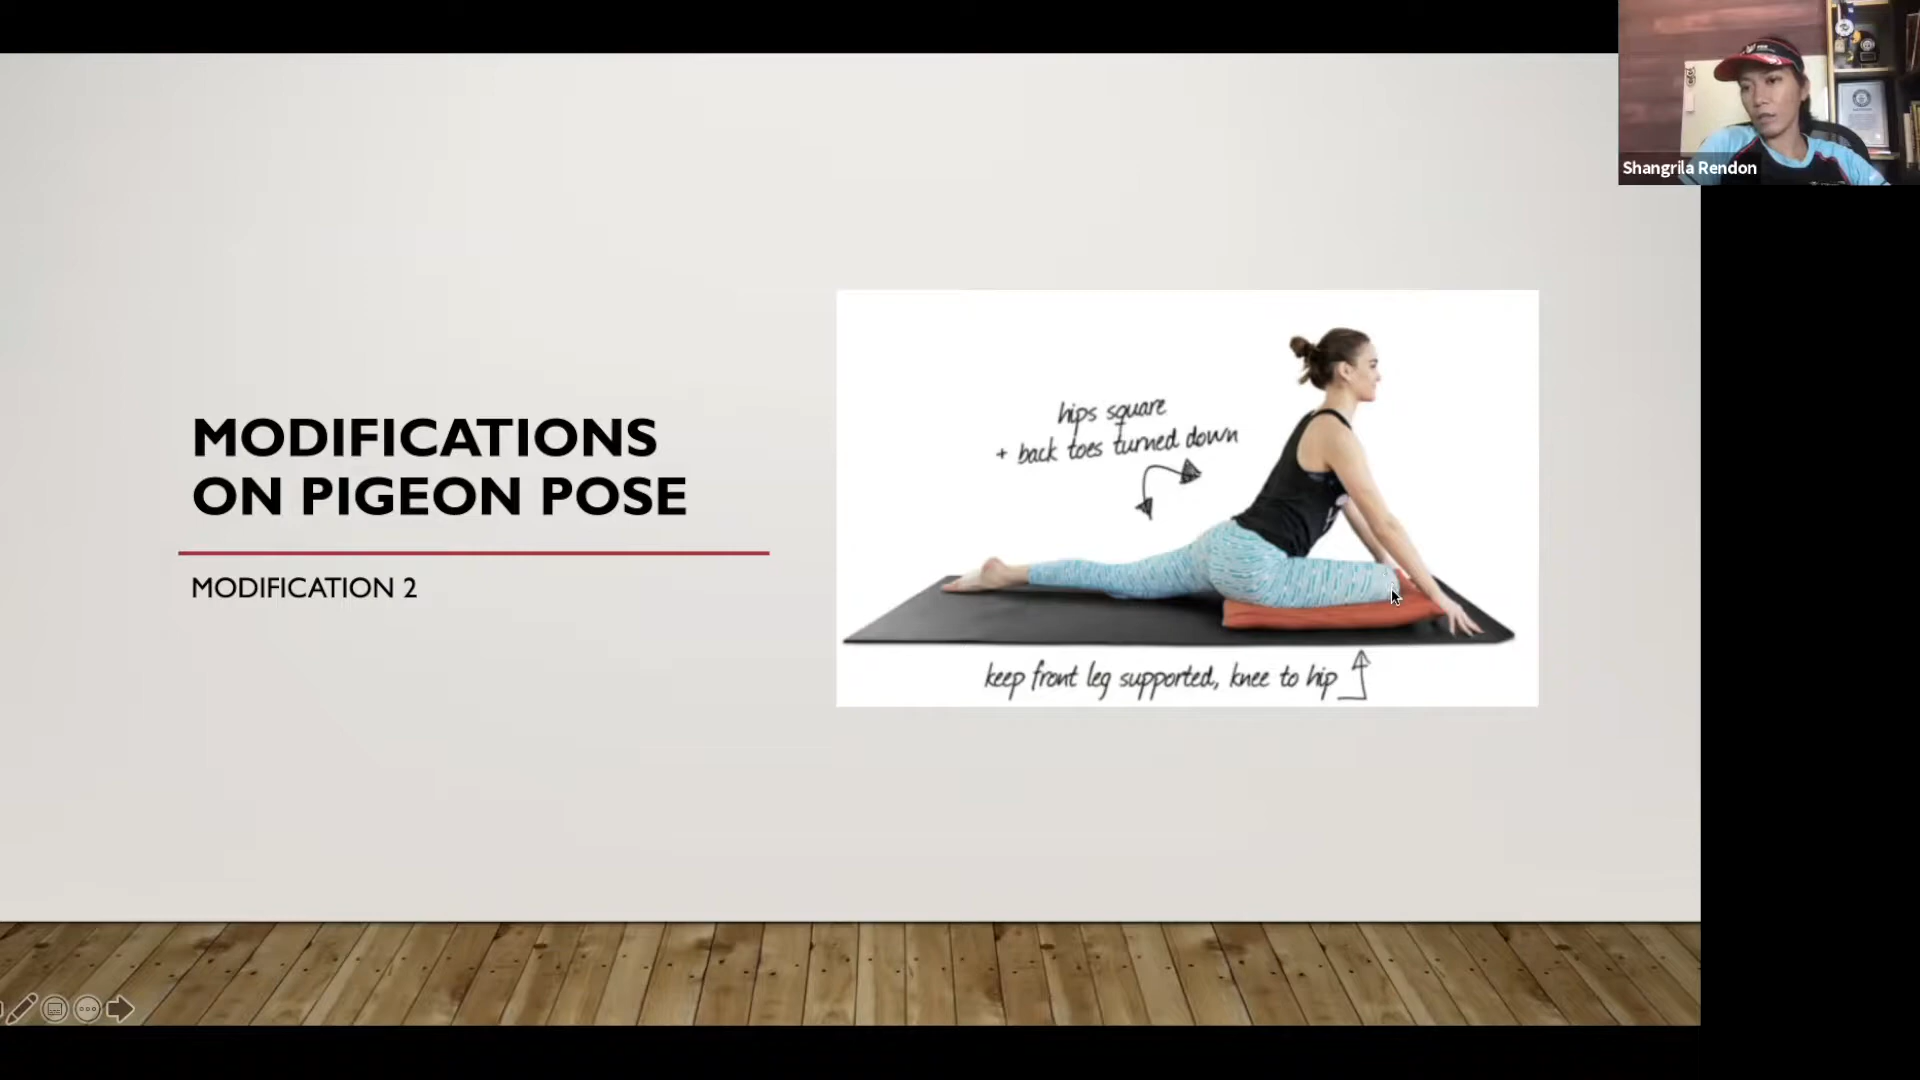 Shangrila Rendon
MODIFICATIONS
ON PIGEON POSE
MODIFICATION 2
hips square
+ back toes turned down
keep front leg supported, knee to hip